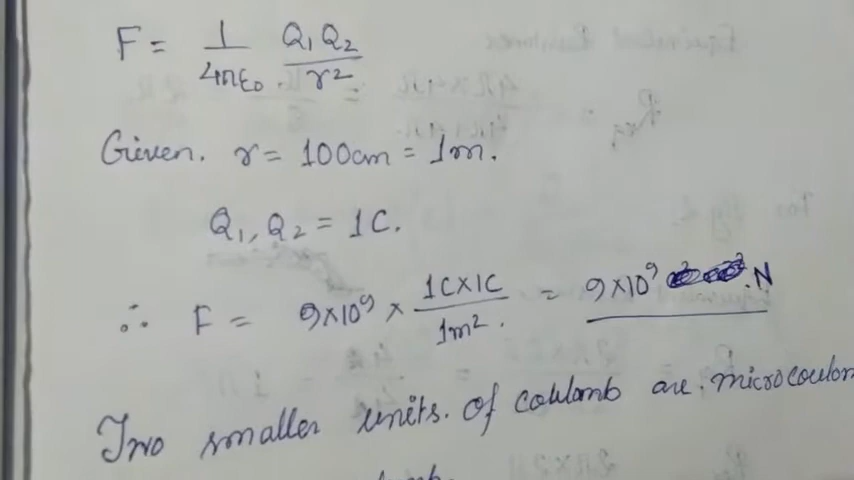 F = 1/4πε₀ Q₁Q₂/r²
Given. r = 100cm = 1m.
Q₁, Q₂ = 1C.
∴ F = 9×10⁹ × 1C×1C/1m². = 9×10⁹ .N
Two smaller units. of coulomb are. microcoulom